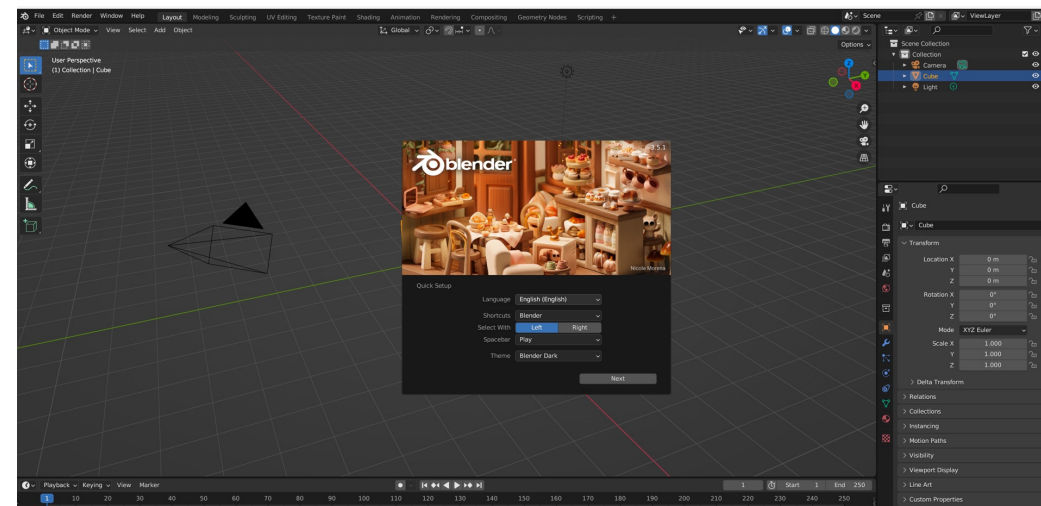 File Edit Render Window Help Layout Modeling Sculpting UV Editing Texture Paint Shading Animation Rendering Compositing Geometry Nodes Scripting + Scene ViewLayer
Object Mode View Select Add Object Global
Options
User Perspective
(1) Collection | Cube
Scene Collection
Collection
Camera
Cube
Light
Z
Y
X
blender
3.5.1
Nicole Morena
Quick Setup
Language English (English)
Shortcuts Blender
Select With Left Right
Spacebar Play
Theme Blender Dark
Next
Cube
Cube
Transform
Location X 0 m
Y 0 m
Z 0 m
Rotation X 0°
Y 0°
Z 0°
Mode XYZ Euler
Scale X 1.000
Y 1.000
Z 1.000
Delta Transform
Relations
Collections
Instancing
Motion Paths
Visibility
Viewport Display
Line Art
Custom Properties
Playback Keying View Marker 1 Start 1 End 250
1 10 20 30 40 50 60 70 80 90 100 110 120 130 140 150 160 170 180 190 200 210 220 230 240 250